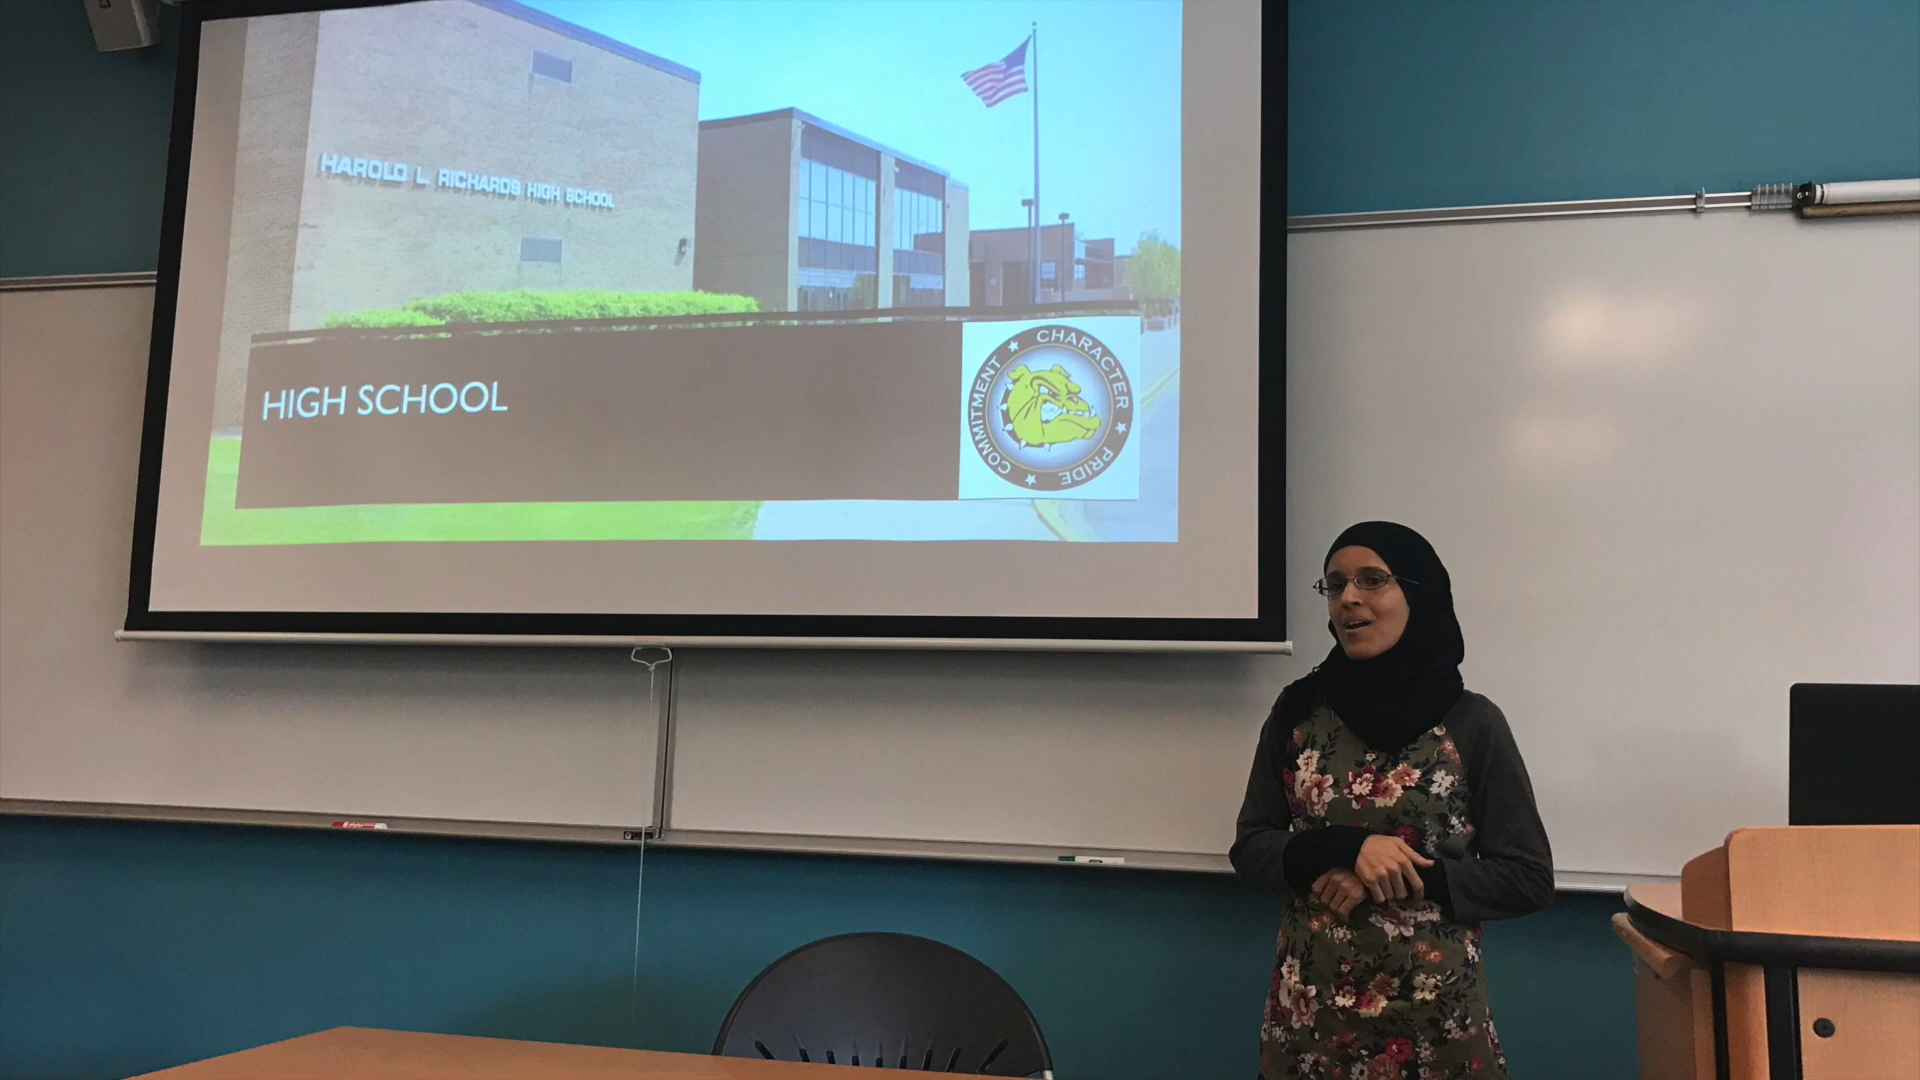 HAROLD L. RICHARDS HIGH SCHOOL
HIGH SCHOOL
COMMITMENT ★ CHARACTER ★ PRIDE ★